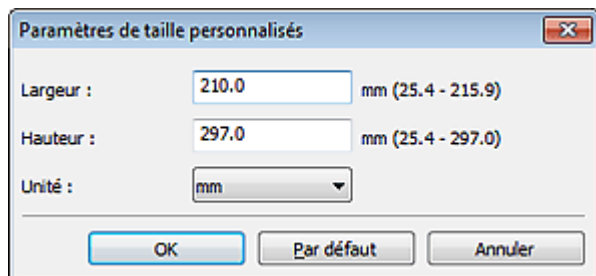 Paramètres de taille personnalisés
Largeur : 210.0 mm (25.4 - 215.9)
Hauteur : 297.0 mm (25.4 - 297.0)
Unité : mm
OK Par défaut Annuler